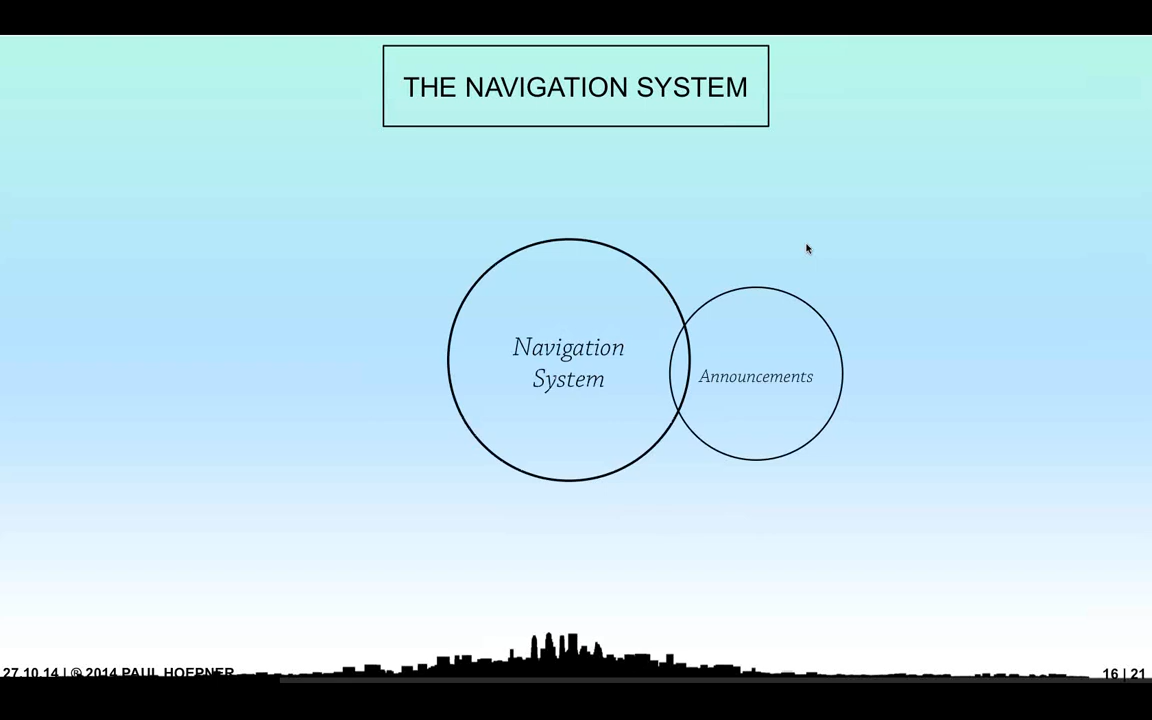 THE NAVIGATION SYSTEM
Navigation
System
Announcements
27.10.14 | ® 2014 PAUL HOEPNER
16 | 21